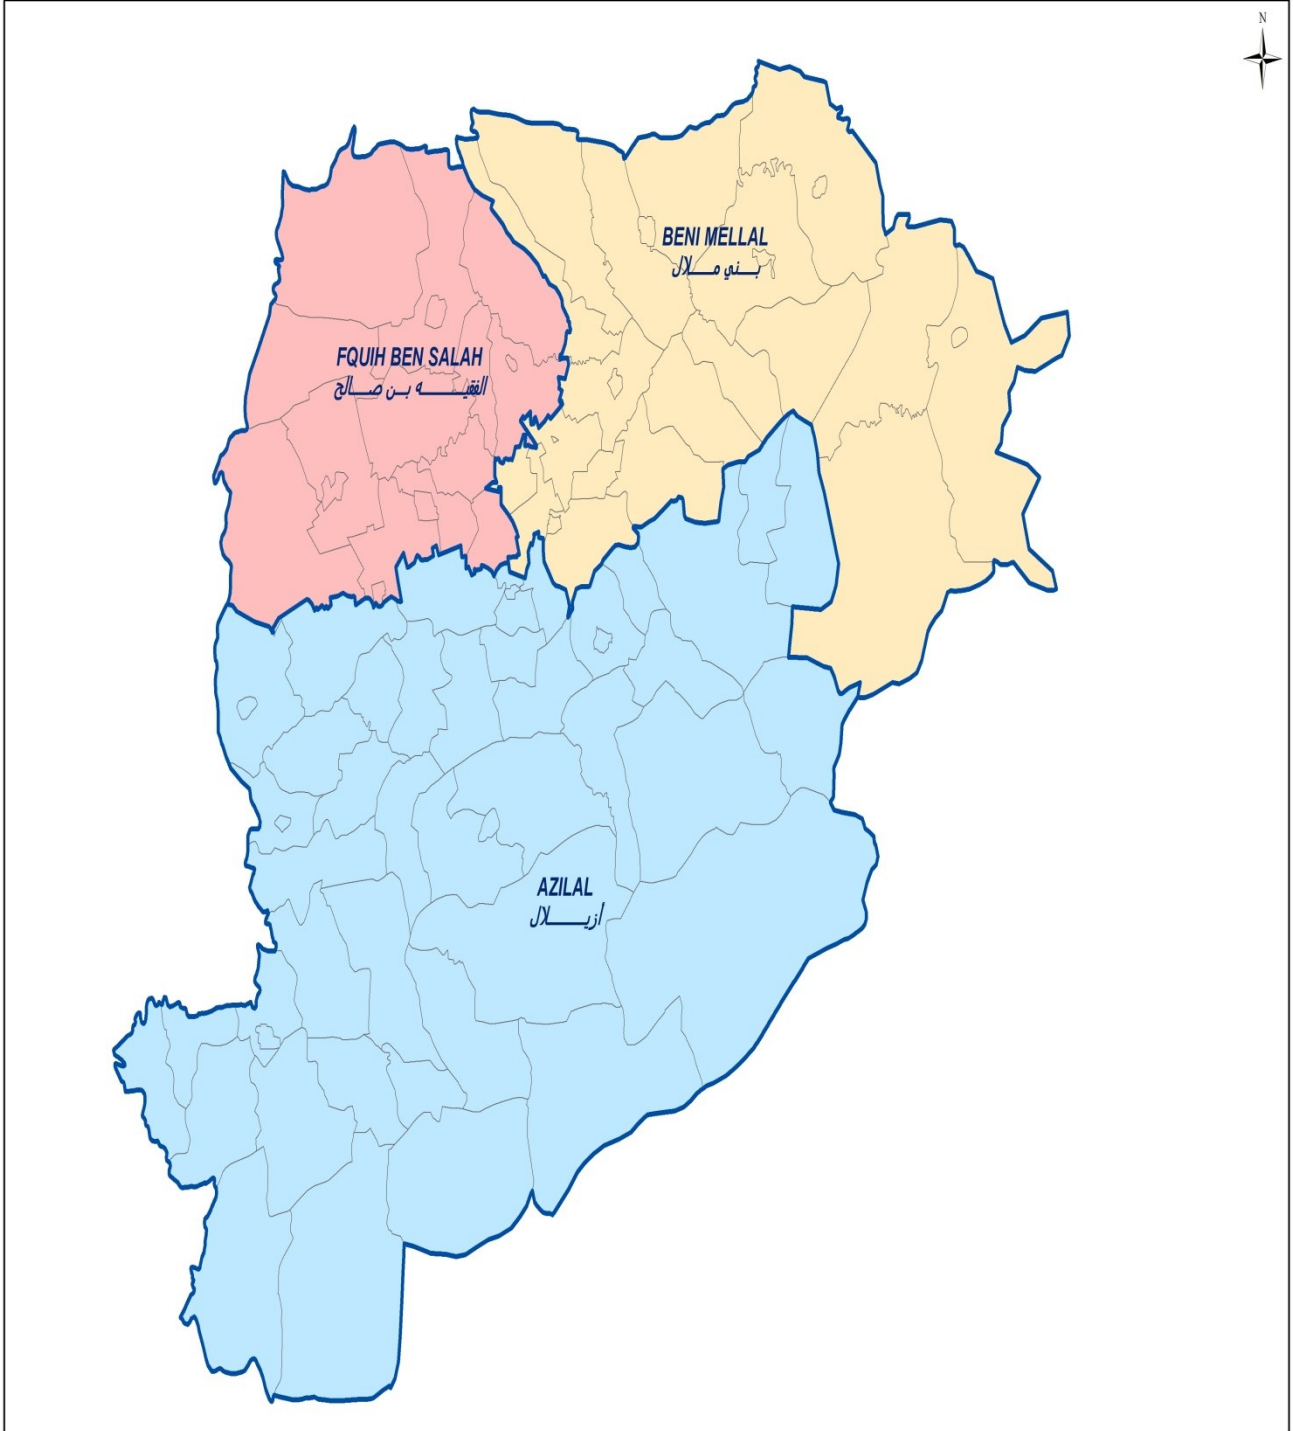 N
BENI MELLAL
بني ملال
FQUIH BEN SALAH
الفقيه بن صالح
AZILAL
أزيلال